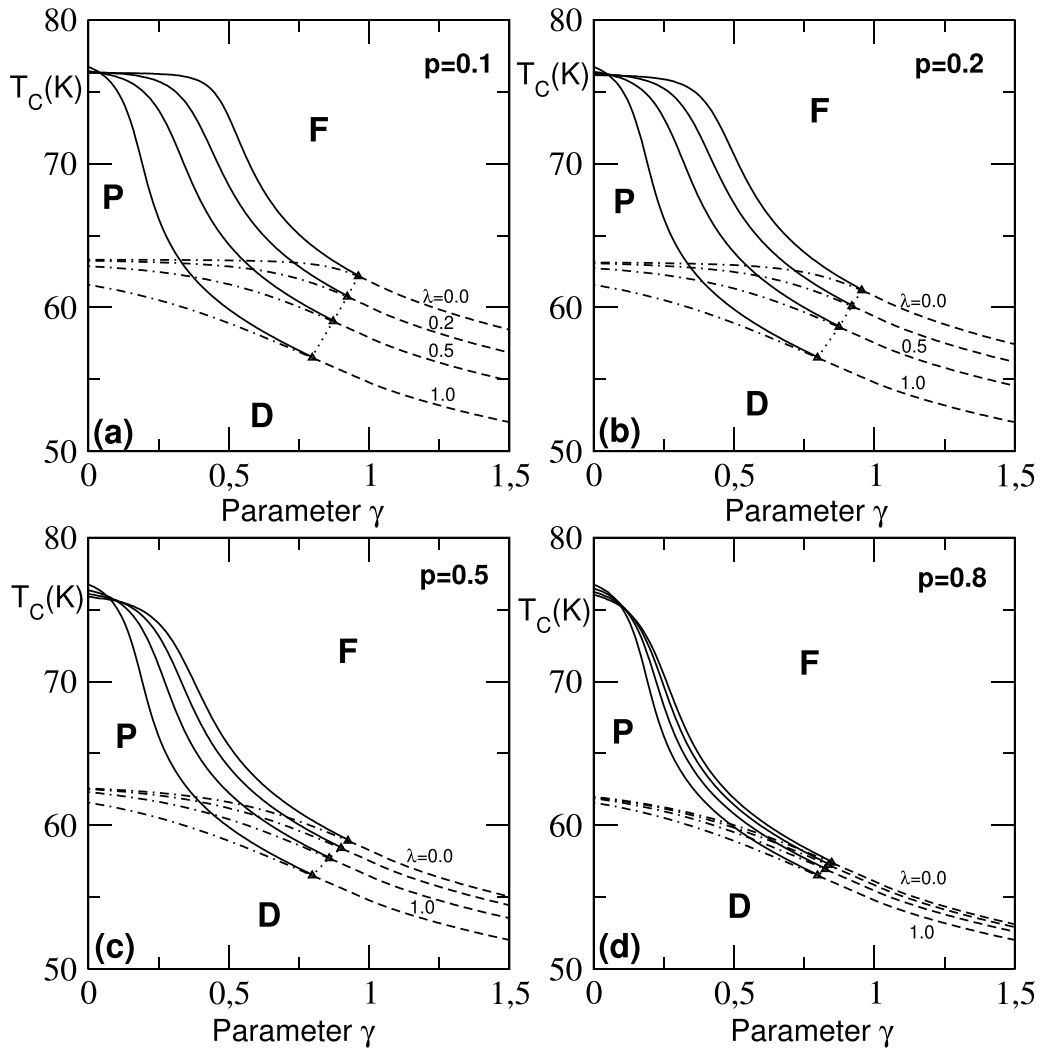 80
p=0.1
T_C(K)
F
70
P
60
λ=0.0
0.2
0.5
1.0
D
(a)
50
0 0,5 1 1,5
Parameter γ
80
p=0.2
T_C(K)
F
70
P
60
λ=0.0
0.5
1.0
D
(b)
50
0 0,5 1 1,5
Parameter γ
80
p=0.5
T_C(K)
F
70
P
60
λ=0.0
1.0
D
(c)
50
0 0,5 1 1,5
Parameter γ
80
p=0.8
T_C(K)
F
70
P
60
λ=0.0
D
1.0
(d)
50
0 0,5 1 1,5
Parameter γ